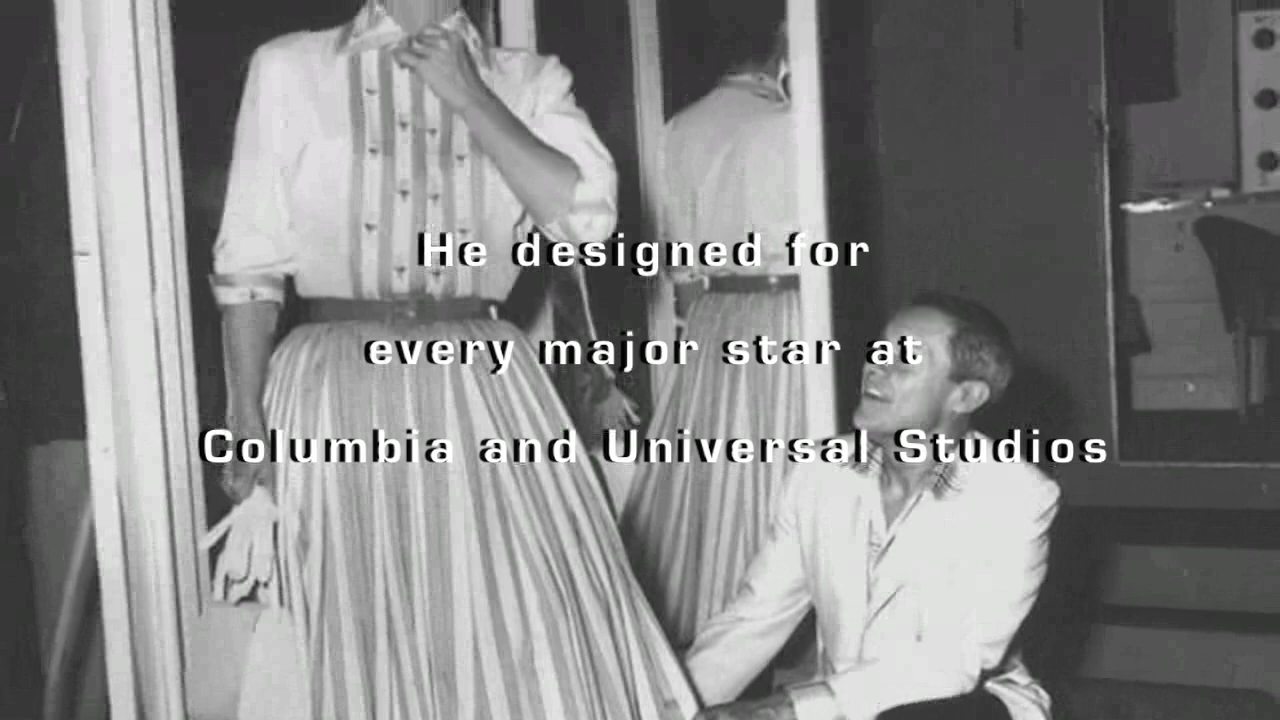 He designed for
every major star at
Columbia and Universal Studios